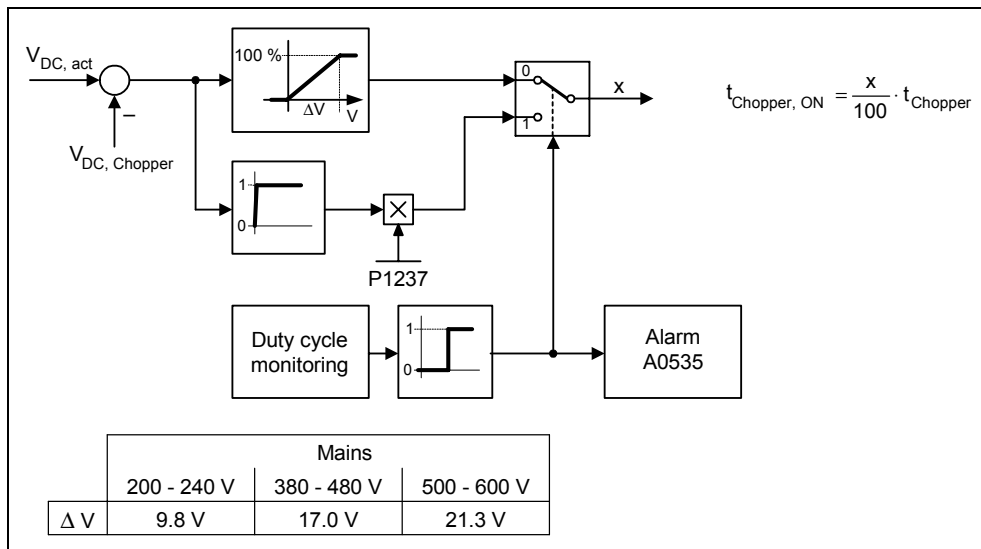 V_DC, act
–
V_DC, Chopper
100 %
ΔV
V
1
0
P1237
0
1
x
t_Chopper, ON = x/100 · t_Chopper
Duty cycle
monitoring
1
0
Alarm
A0535
Mains
200 - 240 V 380 - 480 V 500 - 600 V
Δ V 9.8 V 17.0 V 21.3 V